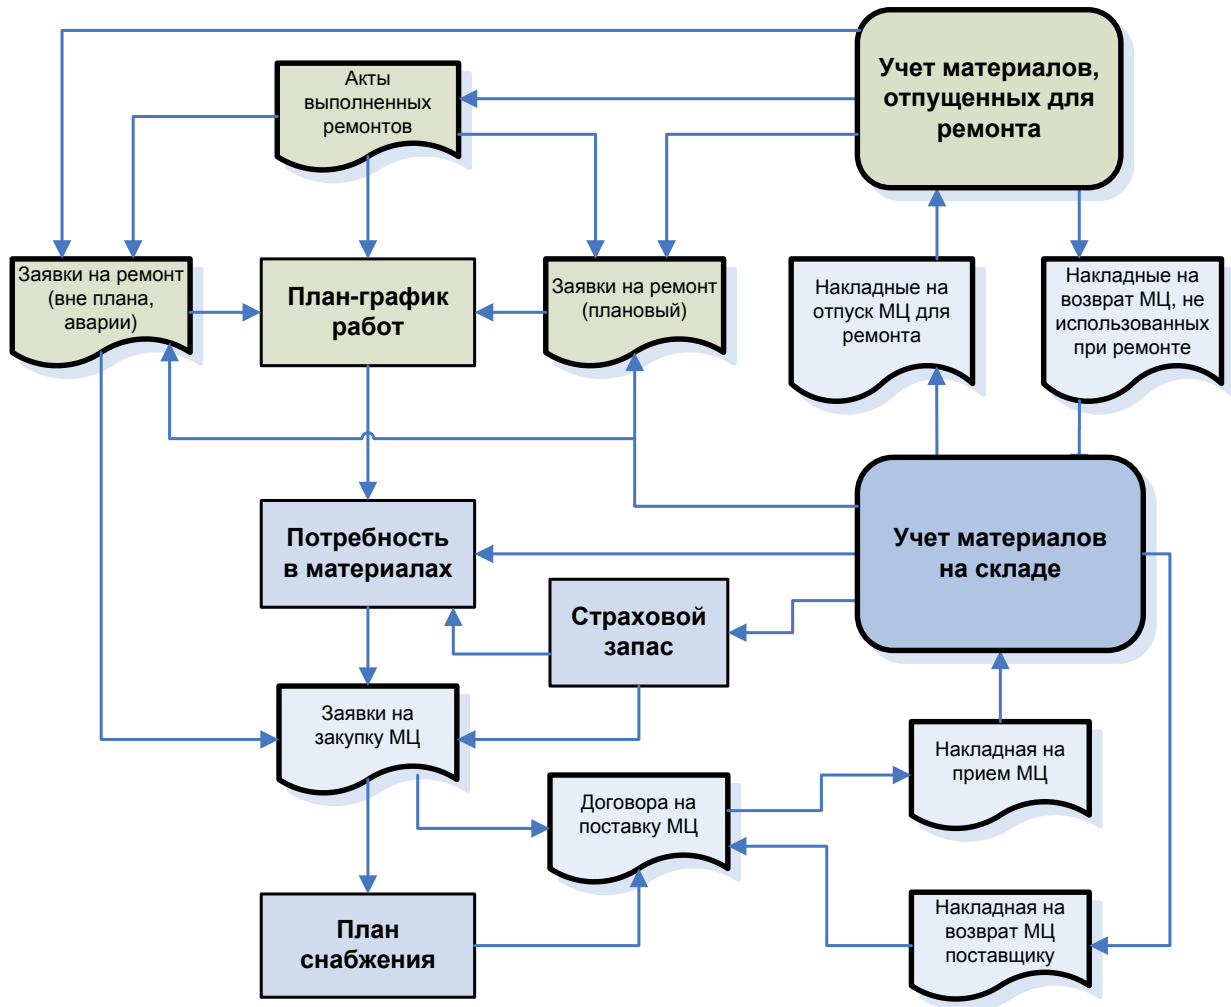 Учет материалов,
отпущенных для
ремонта
Акты
выполненных
ремонтов
Заявки на ремонт
(вне плана,
аварии)
План-график
работ
Заявки на ремонт
(плановый)
Накладные на
отпуск МЦ для
ремонта
Накладные на
возврат МЦ, не
использованных
при ремонте
Потребность
в материалах
Учет материалов
на складе
Страховой
запас
Заявки на
закупку МЦ
Накладная на
прием МЦ
Договора на
поставку МЦ
План
снабжения
Накладная на
возврат МЦ
поставщику